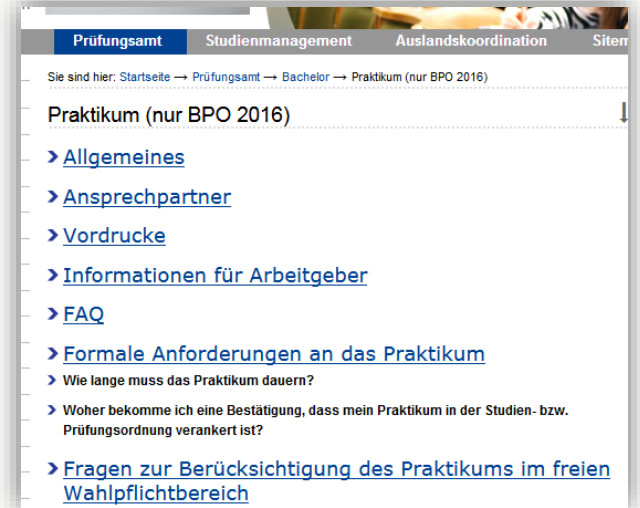 Prüfungsamt Studienmanagement Auslandskoordination
Sie sind hier: Startseite → Prüfungsamt → Bachelor → Praktikum (nur BPO 2016)
Praktikum (nur BPO 2016)
Allgemeines
Ansprechpartner
Vordrucke
Informationen für Arbeitgeber
FAQ
Formale Anforderungen an das Praktikum
Wie lange muss das Praktikum dauern?
Woher bekomme ich eine Bestätigung, dass mein Praktikum in der Studien- bzw.
Prüfungsordnung verankert ist?
Fragen zur Berücksichtigung des Praktikums im freien
Wahlpflichtbereich